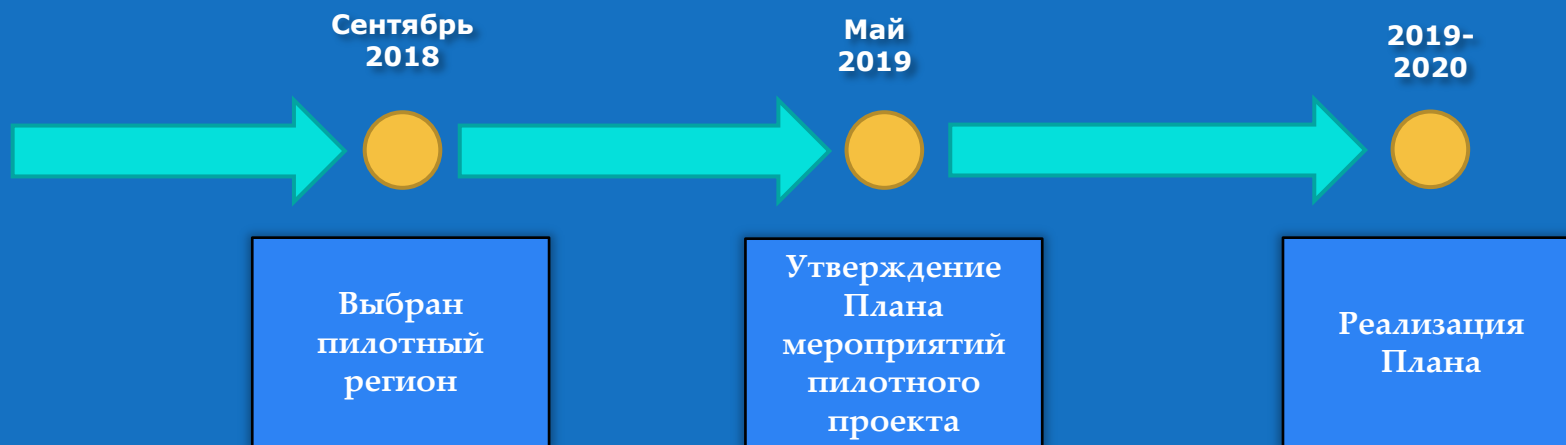 Сентябрь
2018
Май
2019
2019-
2020
Выбран
пилотный
регион
Утверждение
Плана
мероприятий
пилотного
проекта
Реализация
Плана